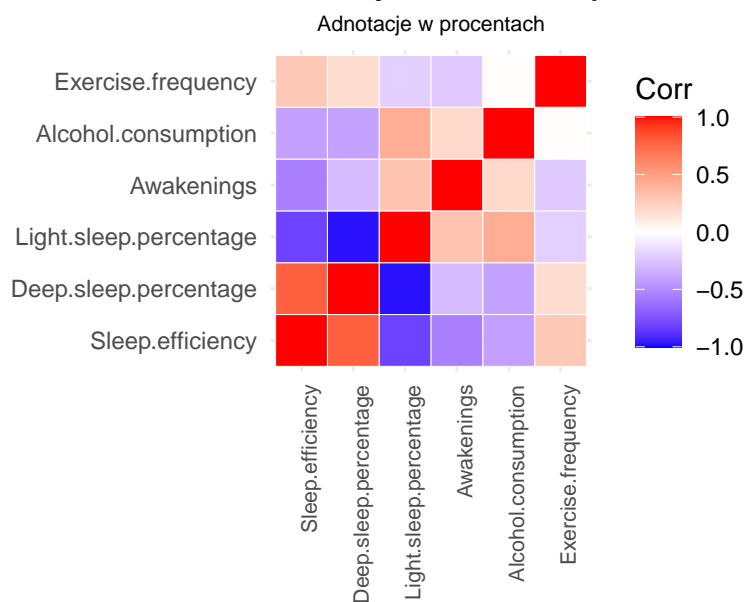 Adnotacje w procentach
Exercise.frequency
Alcohol.consumption
Awakenings
Light.sleep.percentage
Deep.sleep.percentage
Sleep.efficiency
Corr
1.0
0.5
0.0
−0.5
−1.0
Sleep.efficiency
Deep.sleep.percentage
Light.sleep.percentage
Awakenings
Alcohol.consumption
Exercise.frequency